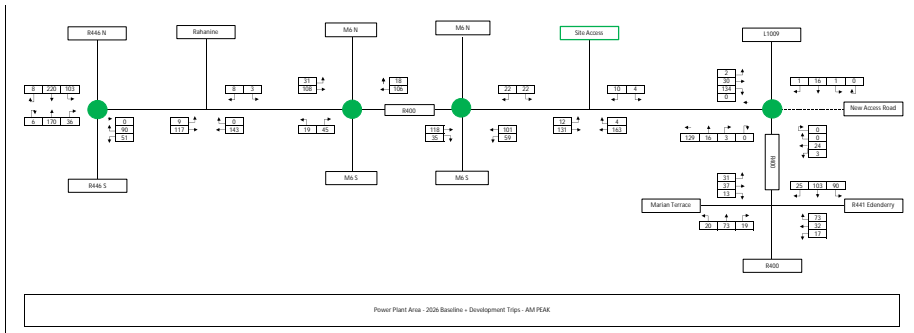 R446 N
Rahanine
M6 N
M6 N
Site Access
L1009
8 220 103
8 3
31
108
18
106
22 22
10 4
2
30
134
0
1 16 1 0
R400
New Access Road
6 170 36
0
90
51
9
117
0
143
19 45
118
35
101
59
12
131
4
163
129 16 3 0
0
0
24
3
R400
R446 S
M6 S
M6 S
31
37
13
25 103 90
Marian Terrace
R441 Edenderry
20 73 19
73
32
17
R400
Power Plant Area - 2026 Baseline + Development Trips - AM PEAK